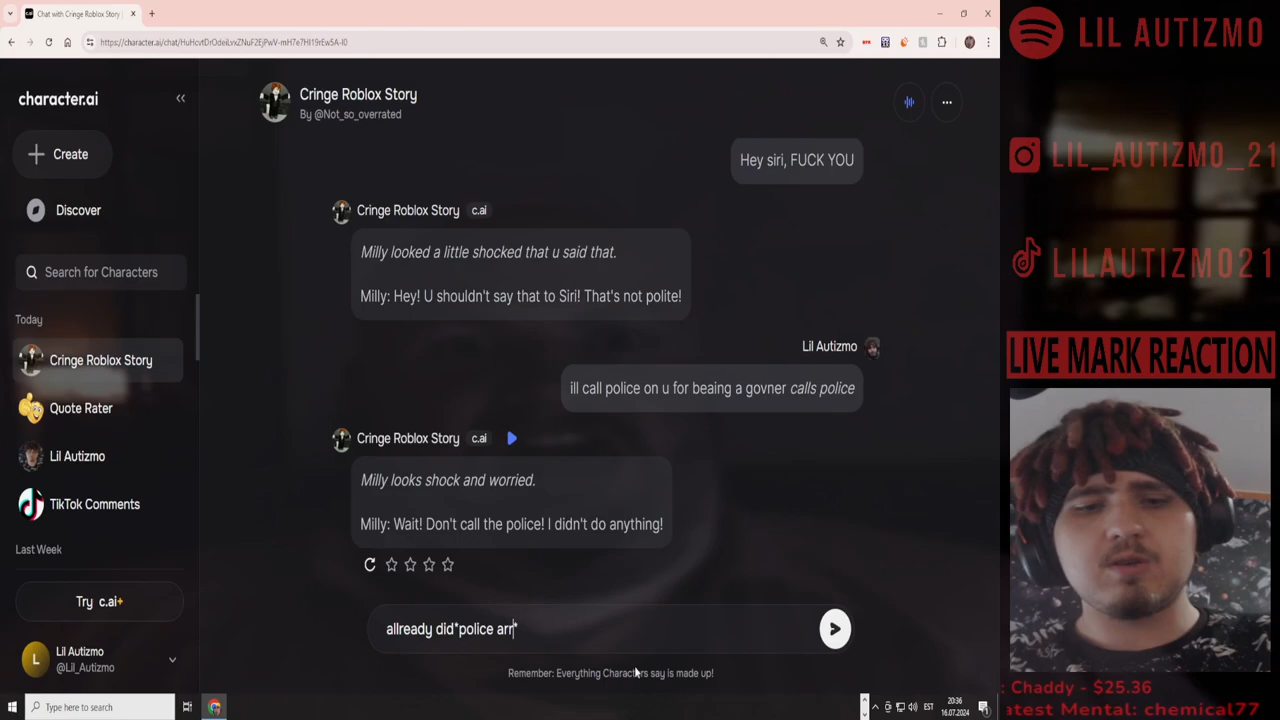 Chat with Cringe Roblox Story |
https://character.ai/chat/HuHcvtDrOdeiLvxZNuF2EjPwV-mH7e7HI19rEw5A-I0
character.ai
Create
Discover
Search for Characters
Today
Cringe Roblox Story
Quote Rater
Lil Autizmo
TikTok Comments
Last Week
Try c.ai+
L
Lil Autizmo
@Lil_Autizmo
Cringe Roblox Story
By @Not_so_overrated
Hey siri, FUCK YOU
Cringe Roblox Story c.ai
Milly looked a little shocked that u said that.
Milly: Hey! U shouldn't say that to Siri! That's not polite!
Lil Autizmo
ill call police on u for beaing a govner calls police
Cringe Roblox Story c.ai
Milly looks shock and worried.
Milly: Wait! Don't call the police! I didn't do anything!
allready did*police arr*
Remember: Everything Characters say is made up!
LIL AUTIZMO
LIL_AUTIZMO_21
LILAUTIZMO21
LIVE MARK REACTION
: Chaddy - $25.36
atest Mental: chemical77
Type here to search
EST
20:36
16.07.2024